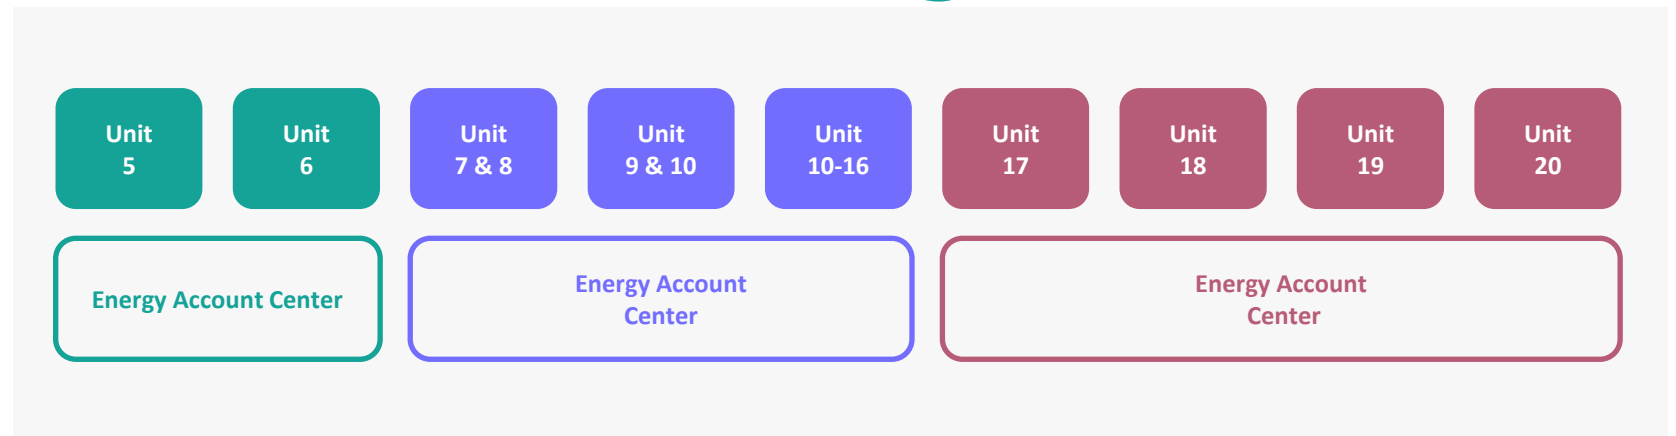 Unit
5
Unit
6
Unit
7 & 8
Unit
9 & 10
Unit
10-16
Unit
17
Unit
18
Unit
19
Unit
20
Energy Account Center
Energy Account
Center
Energy Account
Center